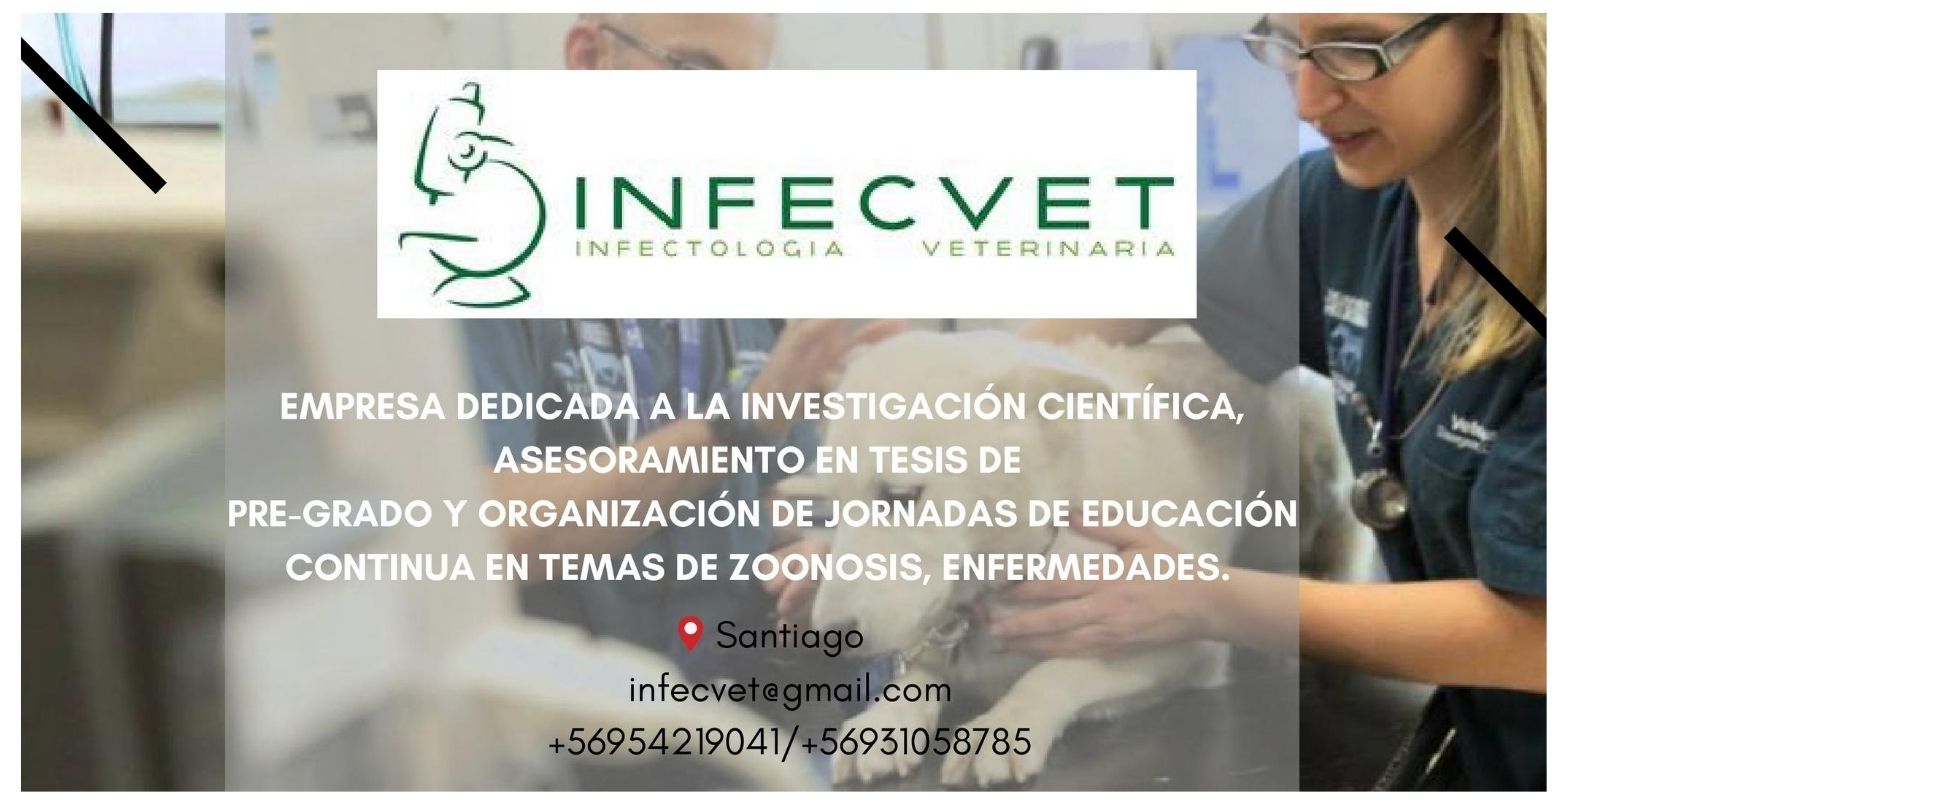 INFECVET
INFECTOLOGIA VETERINARIA
EMPRESA DEDICADA A LA INVESTIGACIÓN CIENTÍFICA,
ASESORAMIENTO EN TESIS DE
PRE-GRADO Y ORGANIZACIÓN DE JORNADAS DE EDUCACIÓN
CONTINUA EN TEMAS DE ZOONOSIS, ENFERMEDADES.
Santiago
infecvet@gmail.com
+56954219041/+56931058785